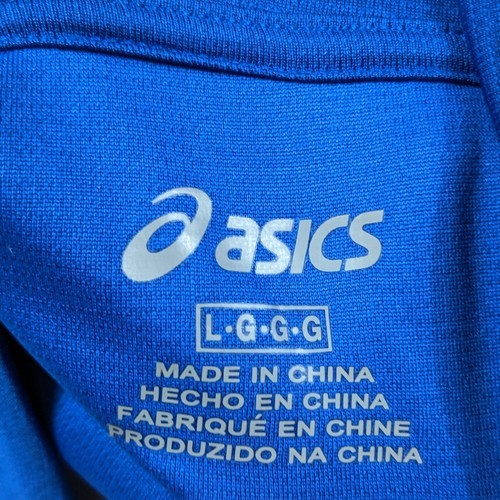 asics
L·G·G·G
MADE IN CHINA
HECHO EN CHINA
FABRIQUÉ EN CHINE
PRODUZIDO NA CHINA